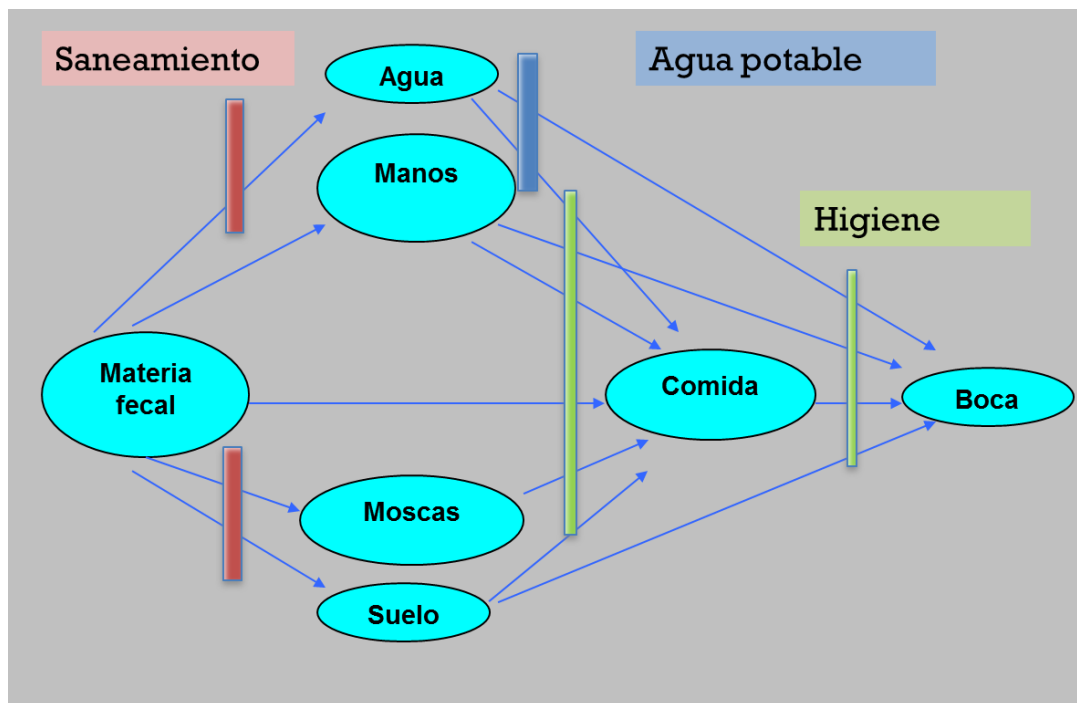 Saneamiento
Agua
Agua potable
Manos
Higiene
Materia
fecal
Comida
Boca
Moscas
Suelo